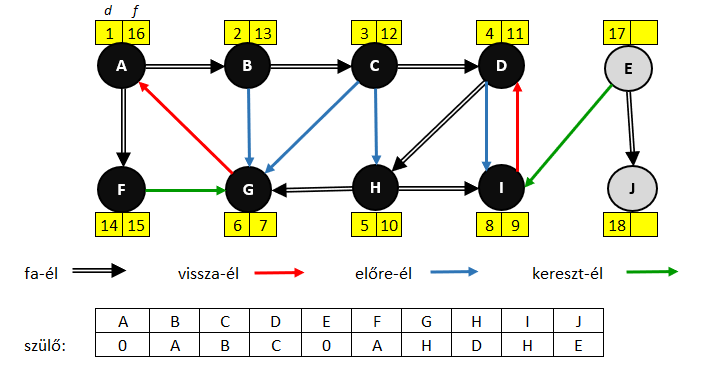 d f
1 16 2 13 3 12 4 11 17
A B C D E
F G H I J
14 15 6 7 5 10 8 9 18
fa-él vissza-él előre-él kereszt-él
A B C D E F G H I J
szülő: 0 A B C 0 A H D H E